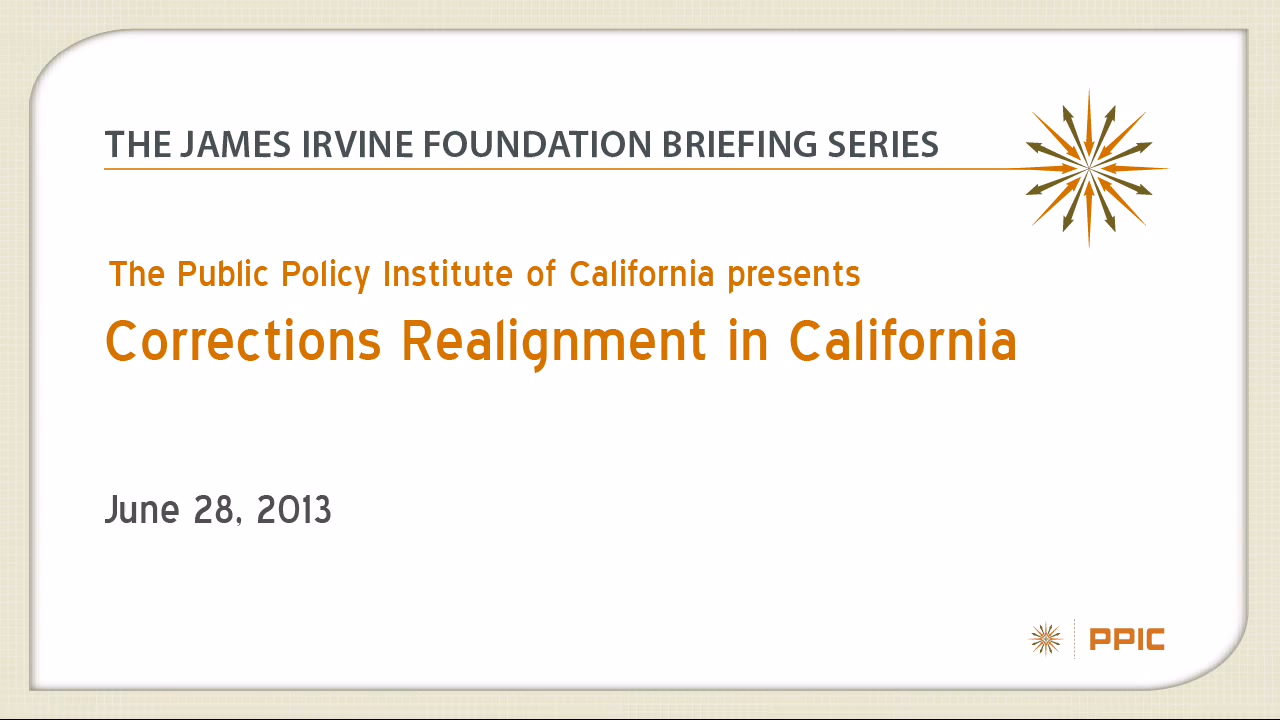 THE JAMES IRVINE FOUNDATION BRIEFING SERIES
The Public Policy Institute of California presents
Corrections Realignment in California
June 28, 2013
PPIC